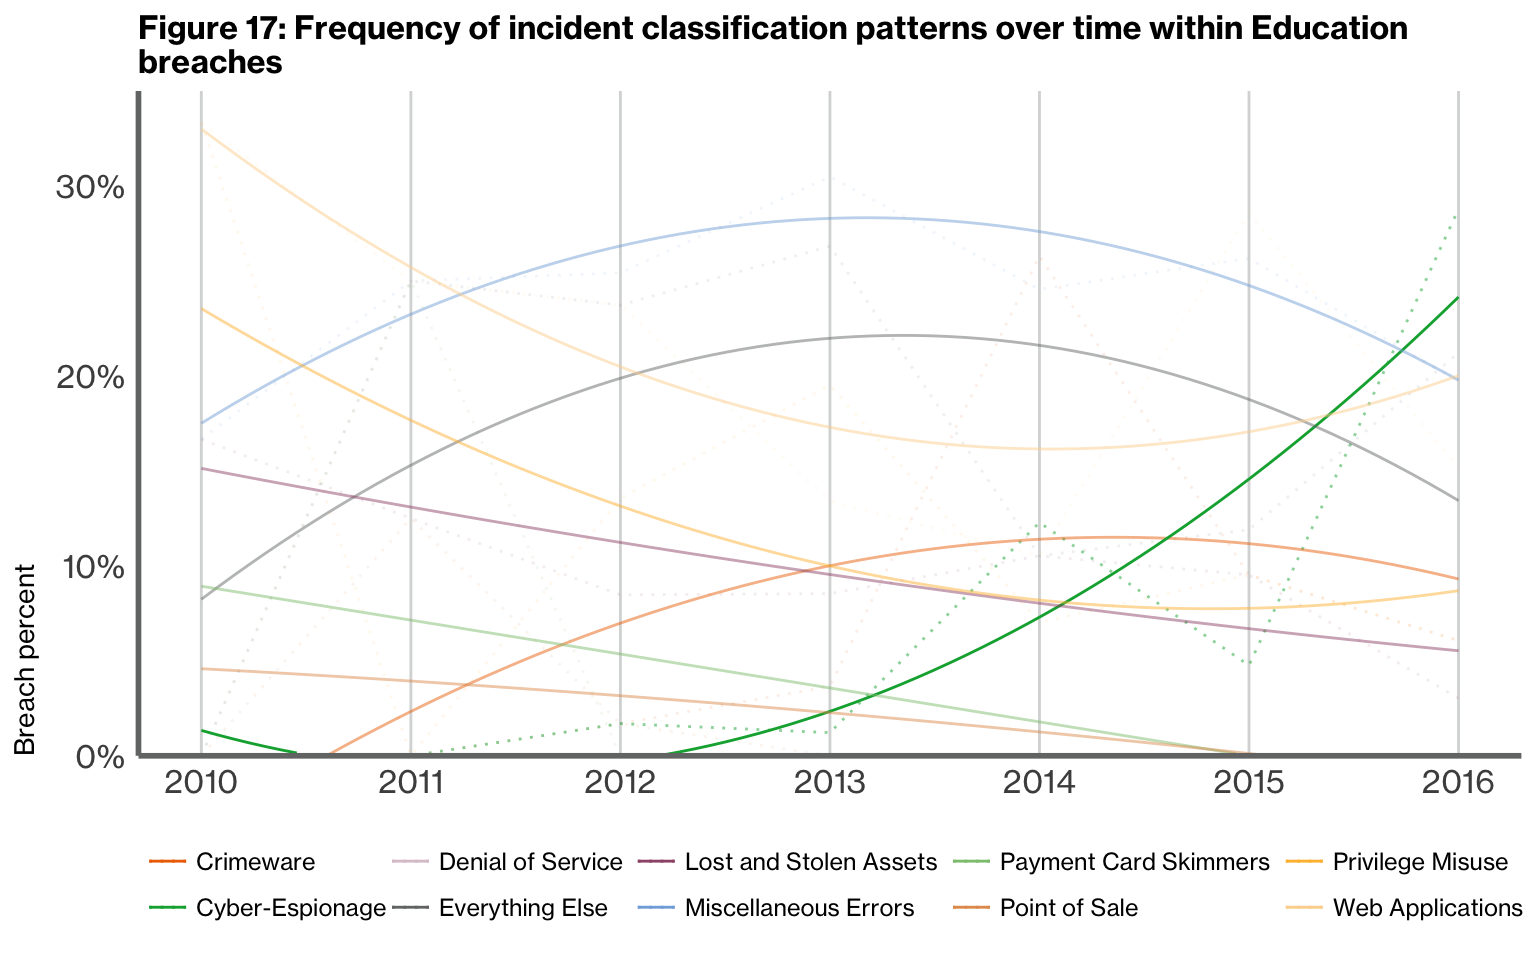 Figure 17: Frequency of incident classification patterns over time within Education
breaches
30%
20%
10%
0%
Breach percent
2010 2011 2012 2013 2014 2015 2016
Crimeware Denial of Service Lost and Stolen Assets Payment Card Skimmers Privilege Misuse
Cyber-Espionage Everything Else Miscellaneous Errors Point of Sale Web Applications